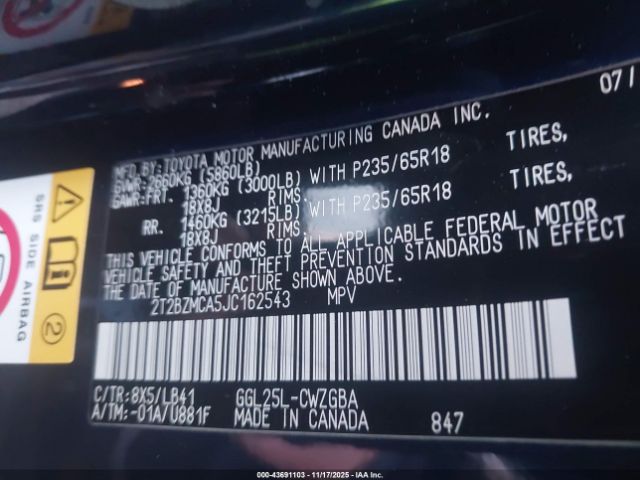 07/
MFD.BY:TOYOTA MOTOR MANUFACTURING CANADA INC.
GVWR:2660KG (5860LB)
GAWR:FRT. 1360KG (3000LB) WITH P235/65R18 TIRES,
18X8J RIMS.
RR. 1460KG (3215LB) WITH P235/65R18 TIRES,
18X8J RIMS.
THIS VEHICLE CONFORMS TO ALL APPLICABLE FEDERAL MOTOR
VEHICLE SAFETY AND THEFT PREVENTION STANDARDS IN EFFECT
THE DATE OF MANUFACTURE SHOWN ABOVE.
2T2BZMCA5JC162543 MPV
C/TR:8X5/LB41 GGL25L-CWZGBA
A/TM:-01A/U881F MADE IN CANADA 847
SRS SIDE AIRBAG
2
000-43691103 - 11/17/2025 - IAAI.COM